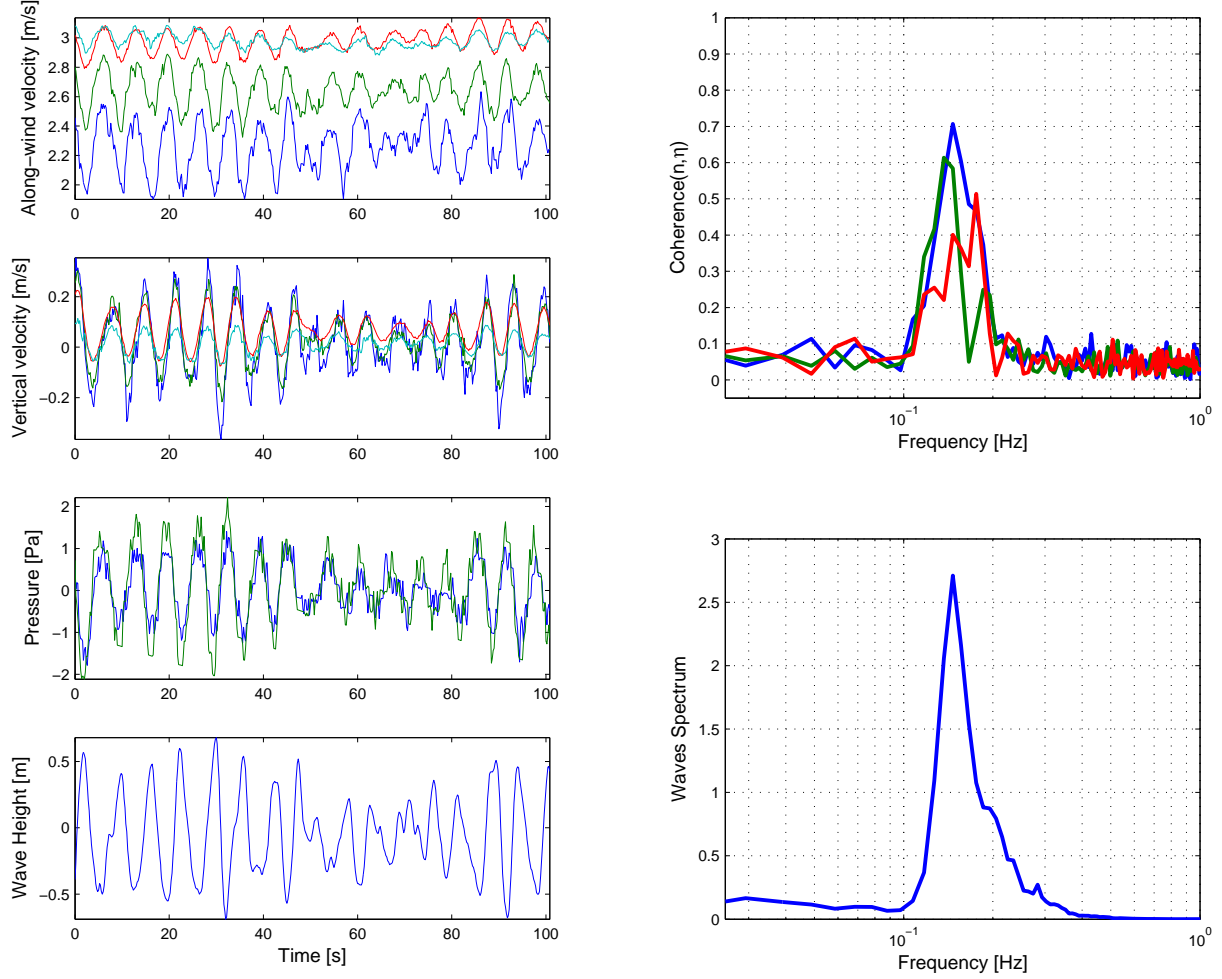 Along−wind velocity [m/s]
3
2.8
2.6
2.4
2.2
2
0 20 40 60 80 100
Vertical velocity [m/s]
0.2
0
−0.2
0 20 40 60 80 100
Pressure [Pa]
2
1
0
−1
−2
0 20 40 60 80 100
Wave Height [m]
0.5
0
−0.5
0 20 40 60 80 100
Time [s]
Coherence(n,η)
1
0.9
0.8
0.7
0.6
0.5
0.4
0.3
0.2
0.1
0
10⁻¹ 10⁰
Frequency [Hz]
Waves Spectrum
3
2.5
2
1.5
1
0.5
0
10⁻¹ 10⁰
Frequency [Hz]